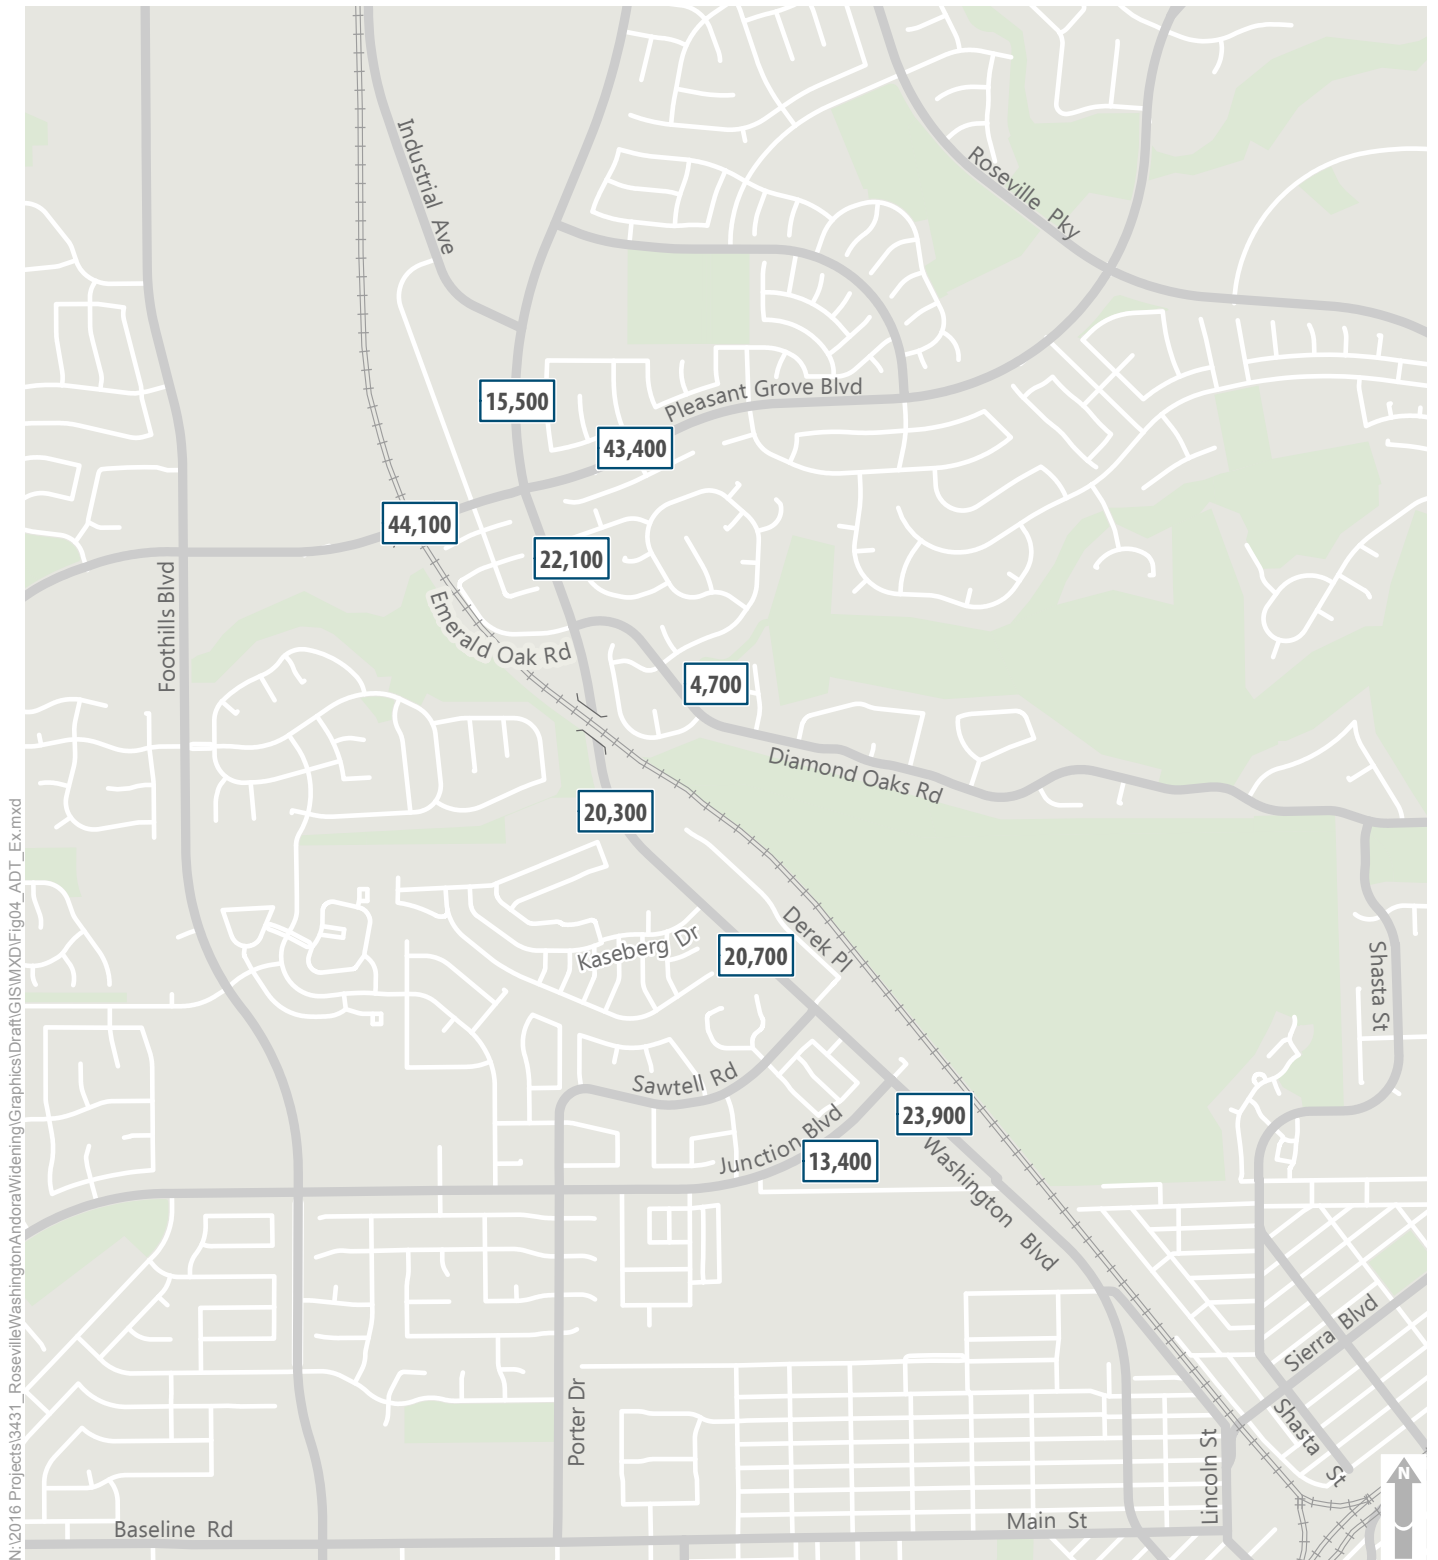 Industrial Ave
Roseville Pky
Pleasant Grove Blvd
15,500
43,400
44,100
22,100
Foothills Blvd
Emerald Oak Rd
4,700
Diamond Oaks Rd
20,300
Derek Pl
Kaseberg Dr
20,700
Shasta St
Sawtell Rd
Junction Blvd
23,900
13,400
Washington Blvd
Sierra Blvd
Porter Dr
Shasta St
Lincoln St
Main St
Baseline Rd
N
N:\2016 Projects\3431_RosevilleWashingtonAndoraWidening\Graphics\Draft\GIS\MXD\Fig04_ADT_Ex.mxd